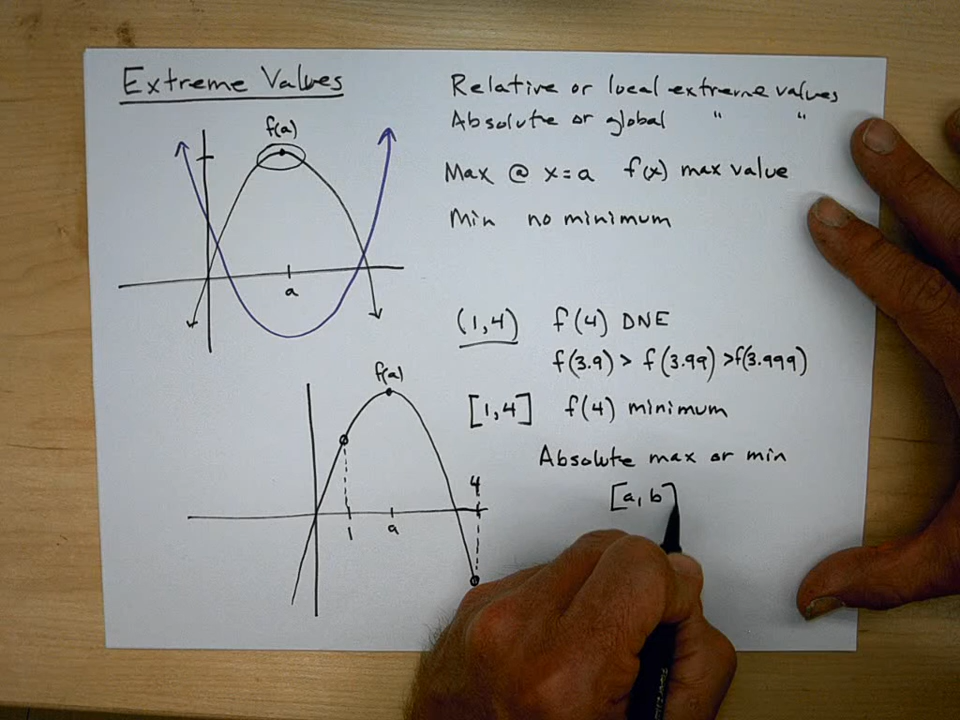 Extreme Values
Relative or local extreme values
Absolute or global " "
f(a)
Max @ x=a f(x) max value
Min no minimum
a
(1,4) f(4) DNE
f(3.9) > f(3.99) >f(3.999)
f(a)
[1,4] f(4) minimum
Absolute max or min
4
[a,b]
1 a